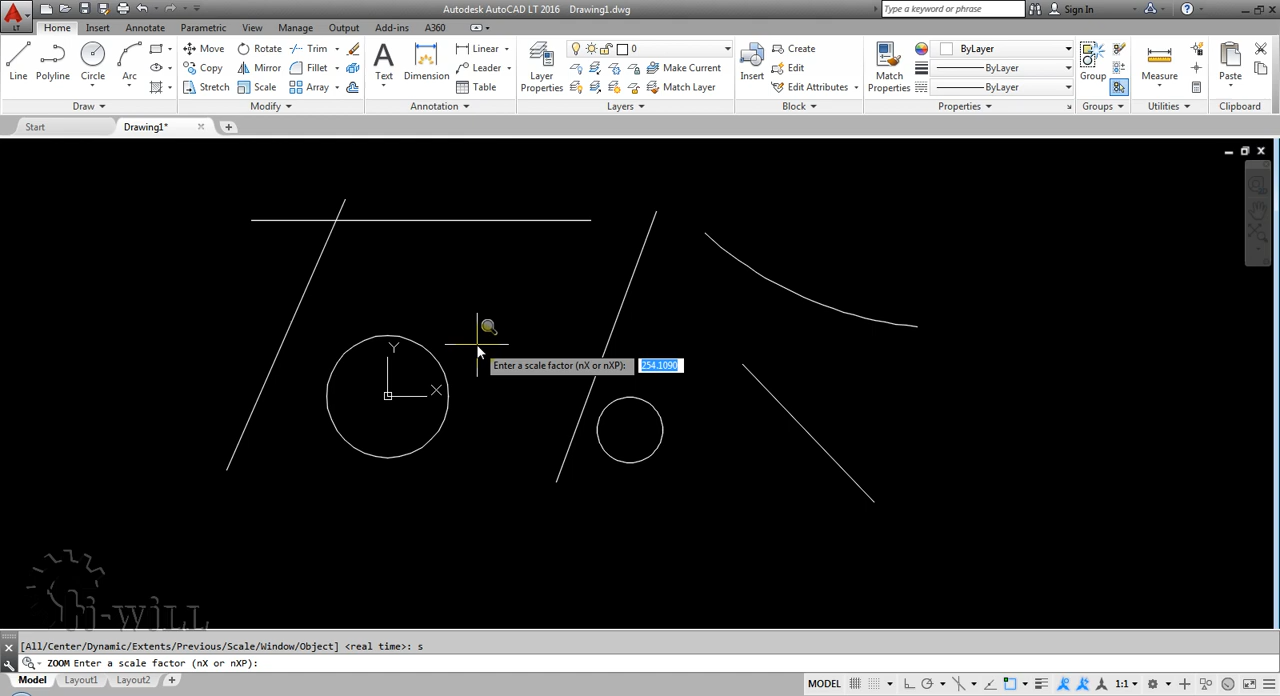 Autodesk AutoCAD LT 2016 Drawing1.dwg
Type a keyword or phrase
Sign In
LT
Home Insert Annotate Parametric View Manage Output Add-ins A360
Line Polyline Circle Arc
Move Rotate Trim
Copy Mirror Fillet
Stretch Scale Array
Text Dimension
Linear
Leader
Table
Layer Properties
0
Make Current
Match Layer
Insert
Create
Edit
Edit Attributes
Match Properties
ByLayer
ByLayer
ByLayer
Group
Measure
Paste
Draw Modify Annotation Layers Block Properties Groups Utilities Clipboard
Start Drawing1*
Y
X
Enter a scale factor (nX or nXP): 254.1090
hi-will
[All/Center/Dynamic/Extents/Previous/Scale/Window/Object] <real time>: s
ZOOM Enter a scale factor (nX or nXP):
Model Layout1 Layout2
MODEL 1:1